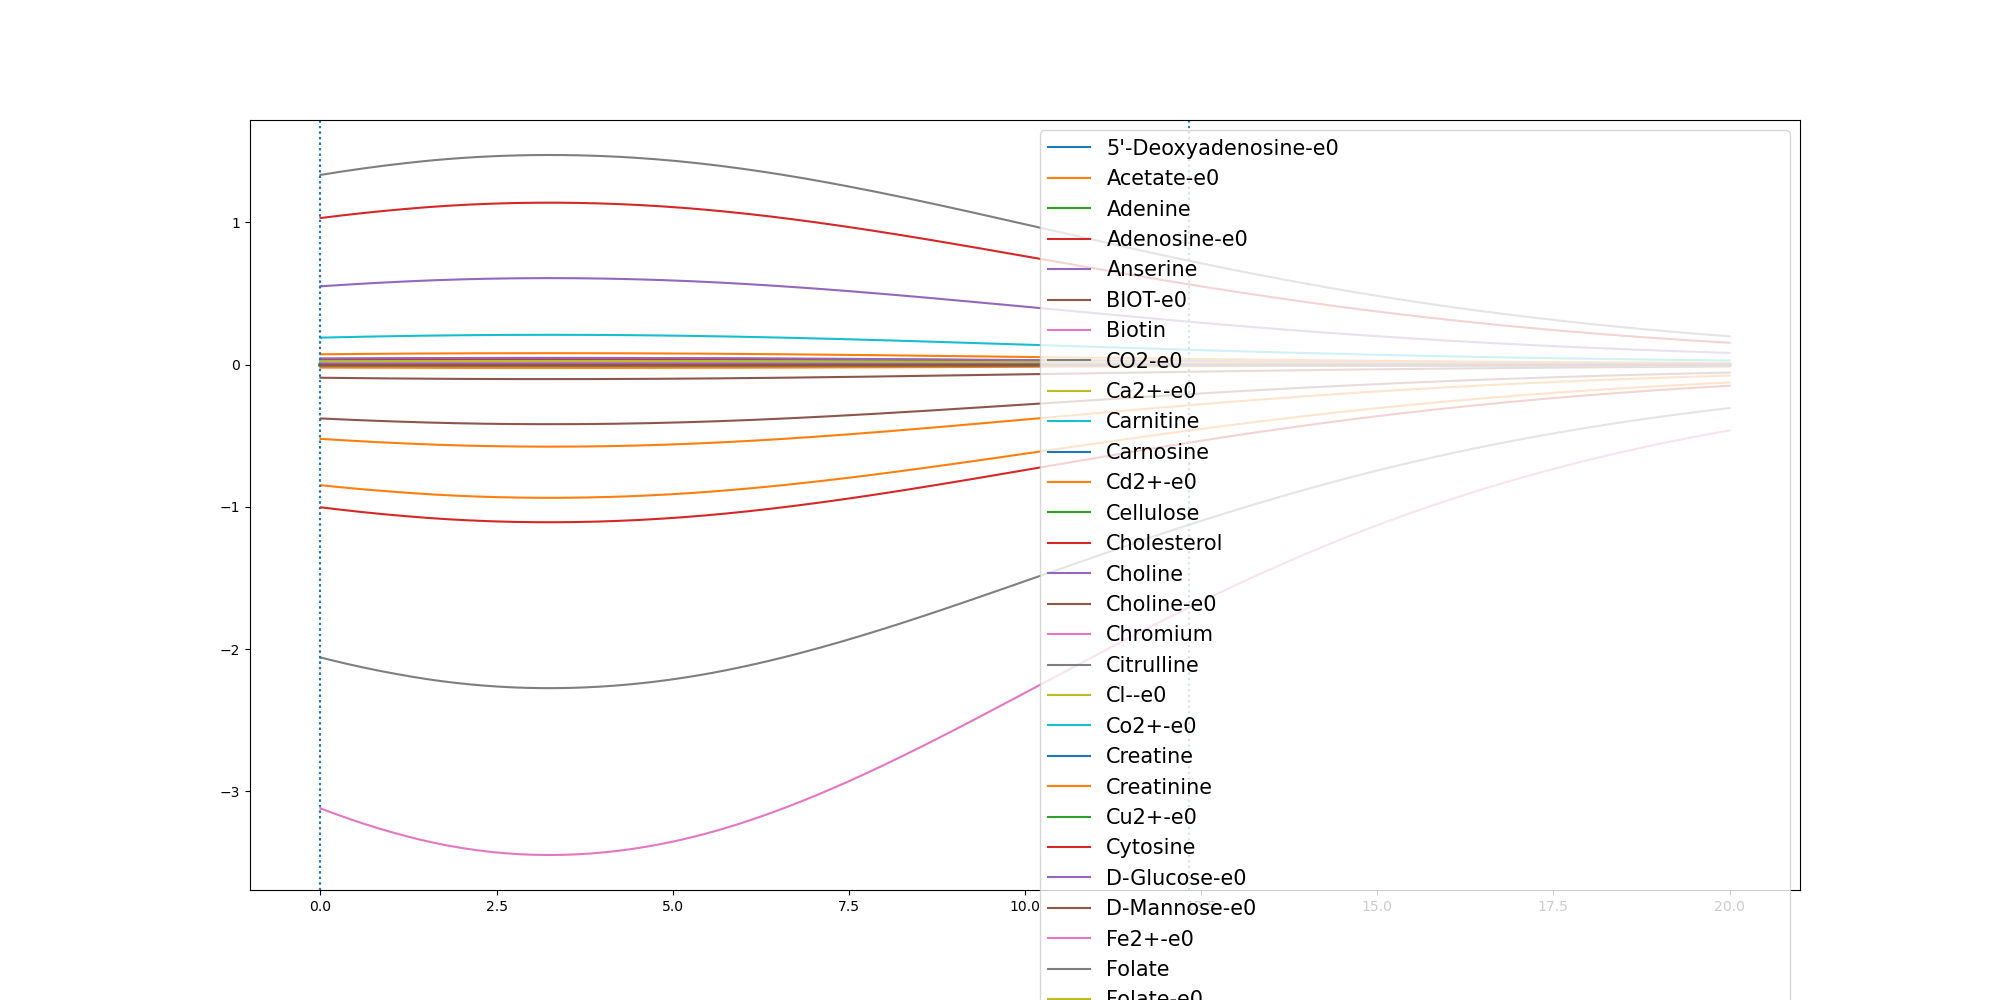 1
0
−1
−2
−3
0.0
2.5
5.0
7.5
10.0
15.0
17.5
20.0
5'-Deoxyadenosine-e0
Acetate-e0
Adenine
Adenosine-e0
Anserine
BIOT-e0
Biotin
CO2-e0
Ca2+-e0
Carnitine
Carnosine
Cd2+-e0
Cellulose
Cholesterol
Choline
Choline-e0
Chromium
Citrulline
Cl--e0
Co2+-e0
Creatine
Creatinine
Cu2+-e0
Cytosine
D-Glucose-e0
D-Mannose-e0
Fe2+-e0
Folate
Folate-e0